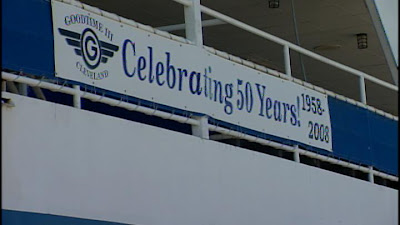 GOODTIME III
G
CLEVELAND
Celebrating 50 Years!
1958-
2008